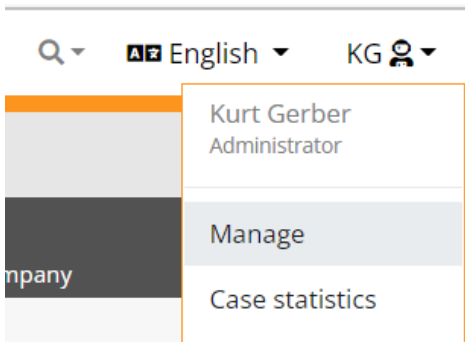 English KG
Kurt Gerber
Administrator
Manage
mpany
Case statistics